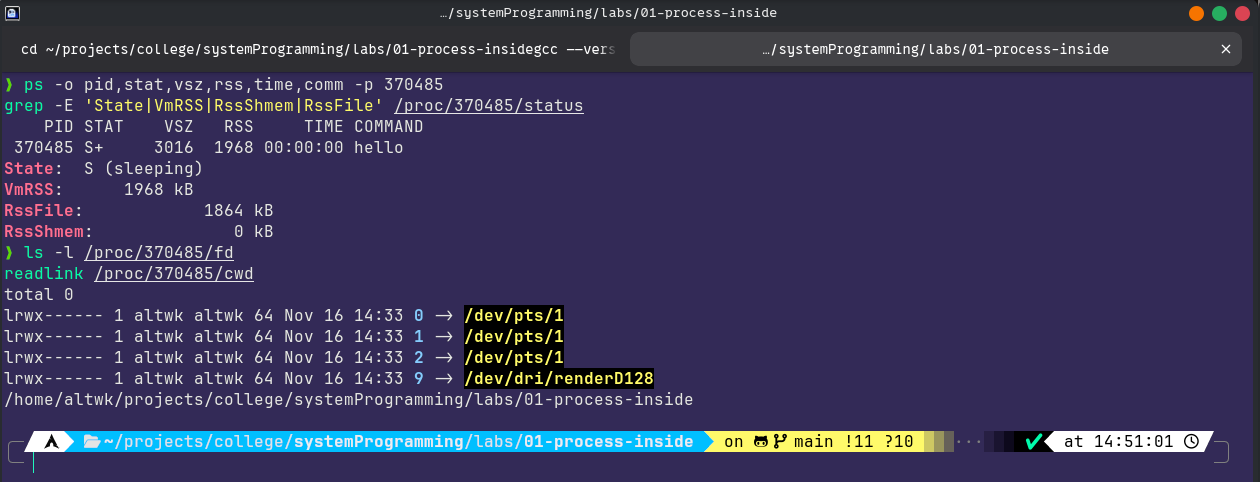 …/systemProgramming/labs/01-process-inside
cd ~/projects/college/systemProgramming/labs/01-process-insidegcc --vers
…/systemProgramming/labs/01-process-inside ×
❯ ps -o pid,stat,vsz,rss,time,comm -p 370485
grep -E 'State|VmRSS|RssShmem|RssFile' /proc/370485/status
    PID STAT    VSZ   RSS     TIME COMMAND
 370485 S+     3016  1968 00:00:00 hello
State:  S (sleeping)
VmRSS:      1968 kB
RssFile:            1864 kB
RssShmem:              0 kB
❯ ls -l /proc/370485/fd
readlink /proc/370485/cwd
total 0
lrwx------ 1 altwk altwk 64 Nov 16 14:33 0 -> /dev/pts/1
lrwx------ 1 altwk altwk 64 Nov 16 14:33 1 -> /dev/pts/1
lrwx------ 1 altwk altwk 64 Nov 16 14:33 2 -> /dev/pts/1
lrwx------ 1 altwk altwk 64 Nov 16 14:33 9 -> /dev/dri/renderD128
/home/altwk/projects/college/systemProgramming/labs/01-process-inside
~/projects/college/systemProgramming/labs/01-process-inside on main !11 ?10 ··· ✔ at 14:51:01